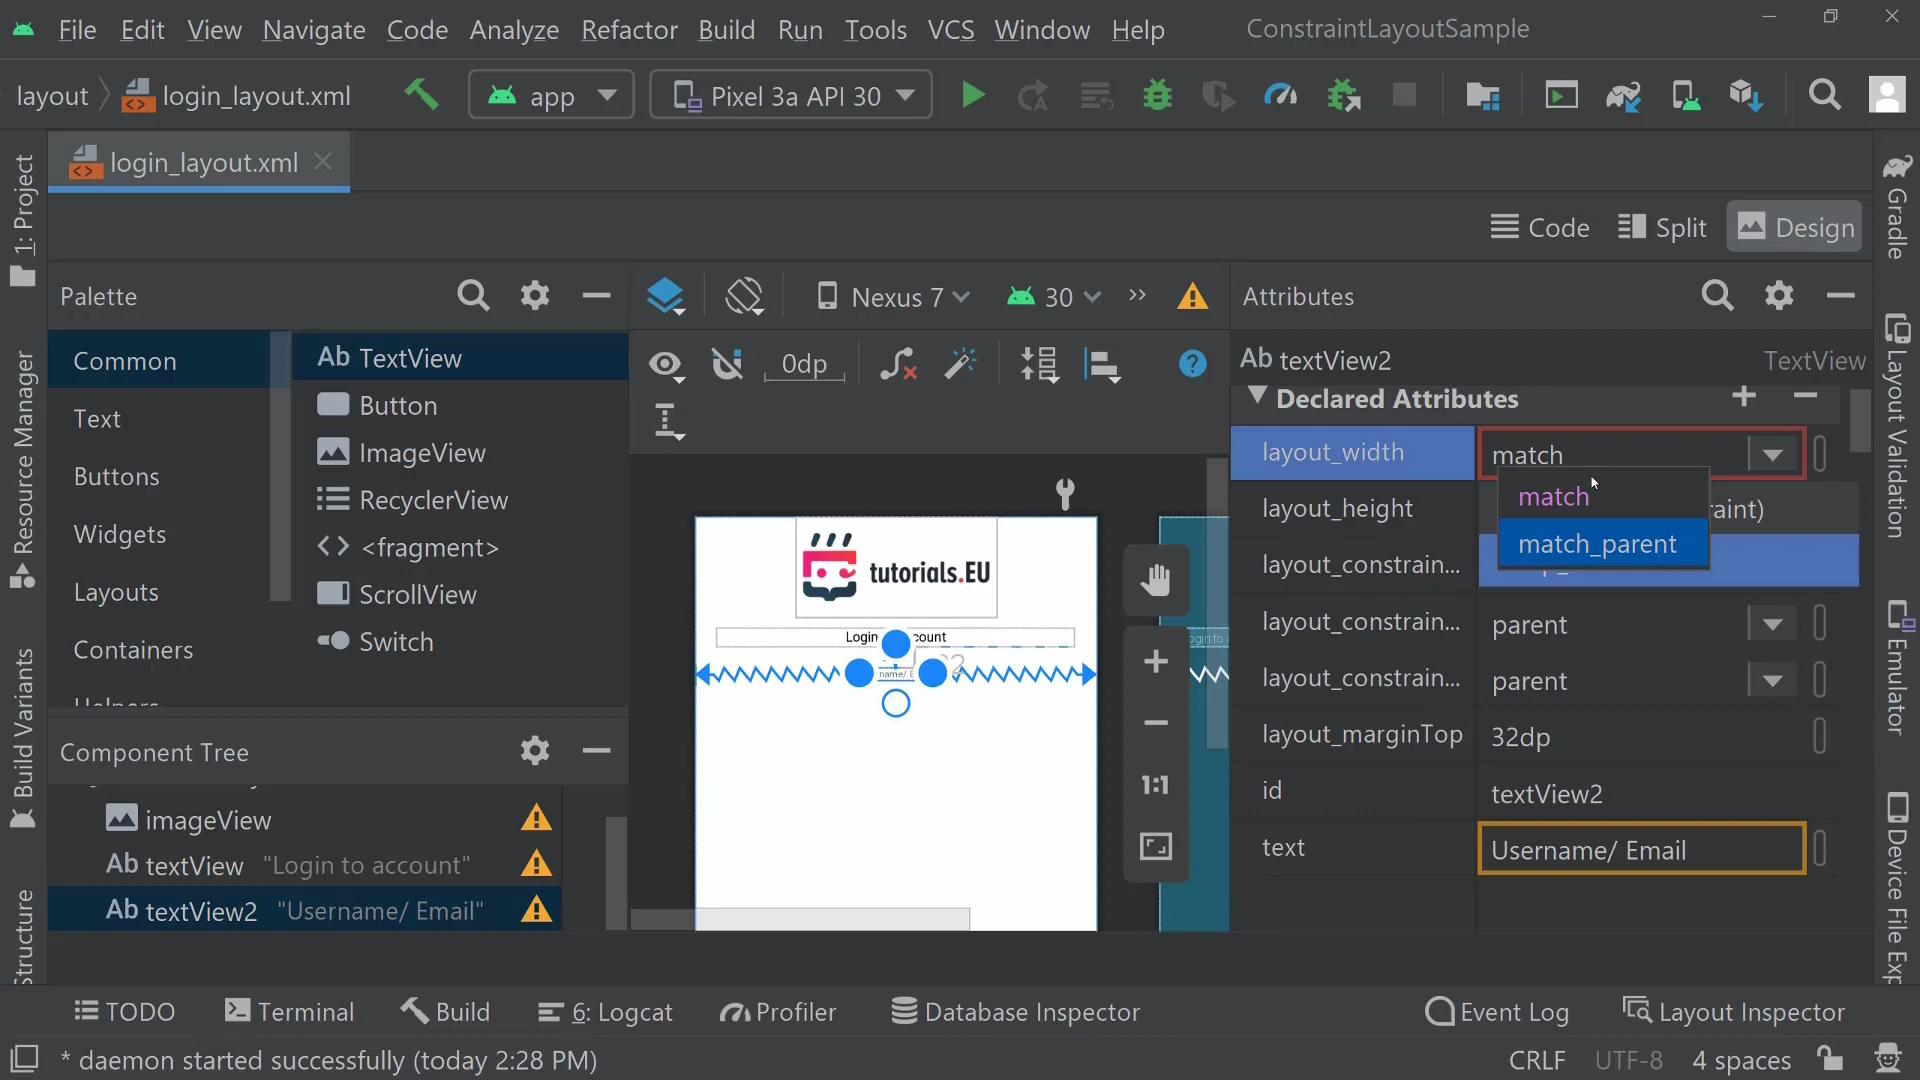 File Edit View Navigate Code Analyze Refactor Build Run Tools VCS Window Help ConstraintLayoutSample
layout login_layout.xml app Pixel 3a API 30
login_layout.xml
Code Split Design
Palette
Nexus 7 30
Attributes
Common
Text
Buttons
Widgets
Layouts
Containers
Ab TextView
Button
ImageView
RecyclerView
<fragment>
ScrollView
Switch
0dp
Ab textView2 TextView
Declared Attributes
layout_width match
match
match_parent
layout_height raint)
layout_constrain...
layout_constrain... parent
layout_constrain... parent
layout_marginTop 32dp
id textView2
text Username/ Email
tutorials.EU
Login count
name/ E
1:1
Component Tree
imageView
Ab textView "Login to account"
Ab textView2 "Username/ Email"
1: Project
Resource Manager
Build Variants
Structure
Gradle
Layout Validation
Emulator
Device File Exp
TODO Terminal Build 6: Logcat Profiler Database Inspector Event Log Layout Inspector
* daemon started successfully (today 2:28 PM) CRLF UTF-8 4 spaces